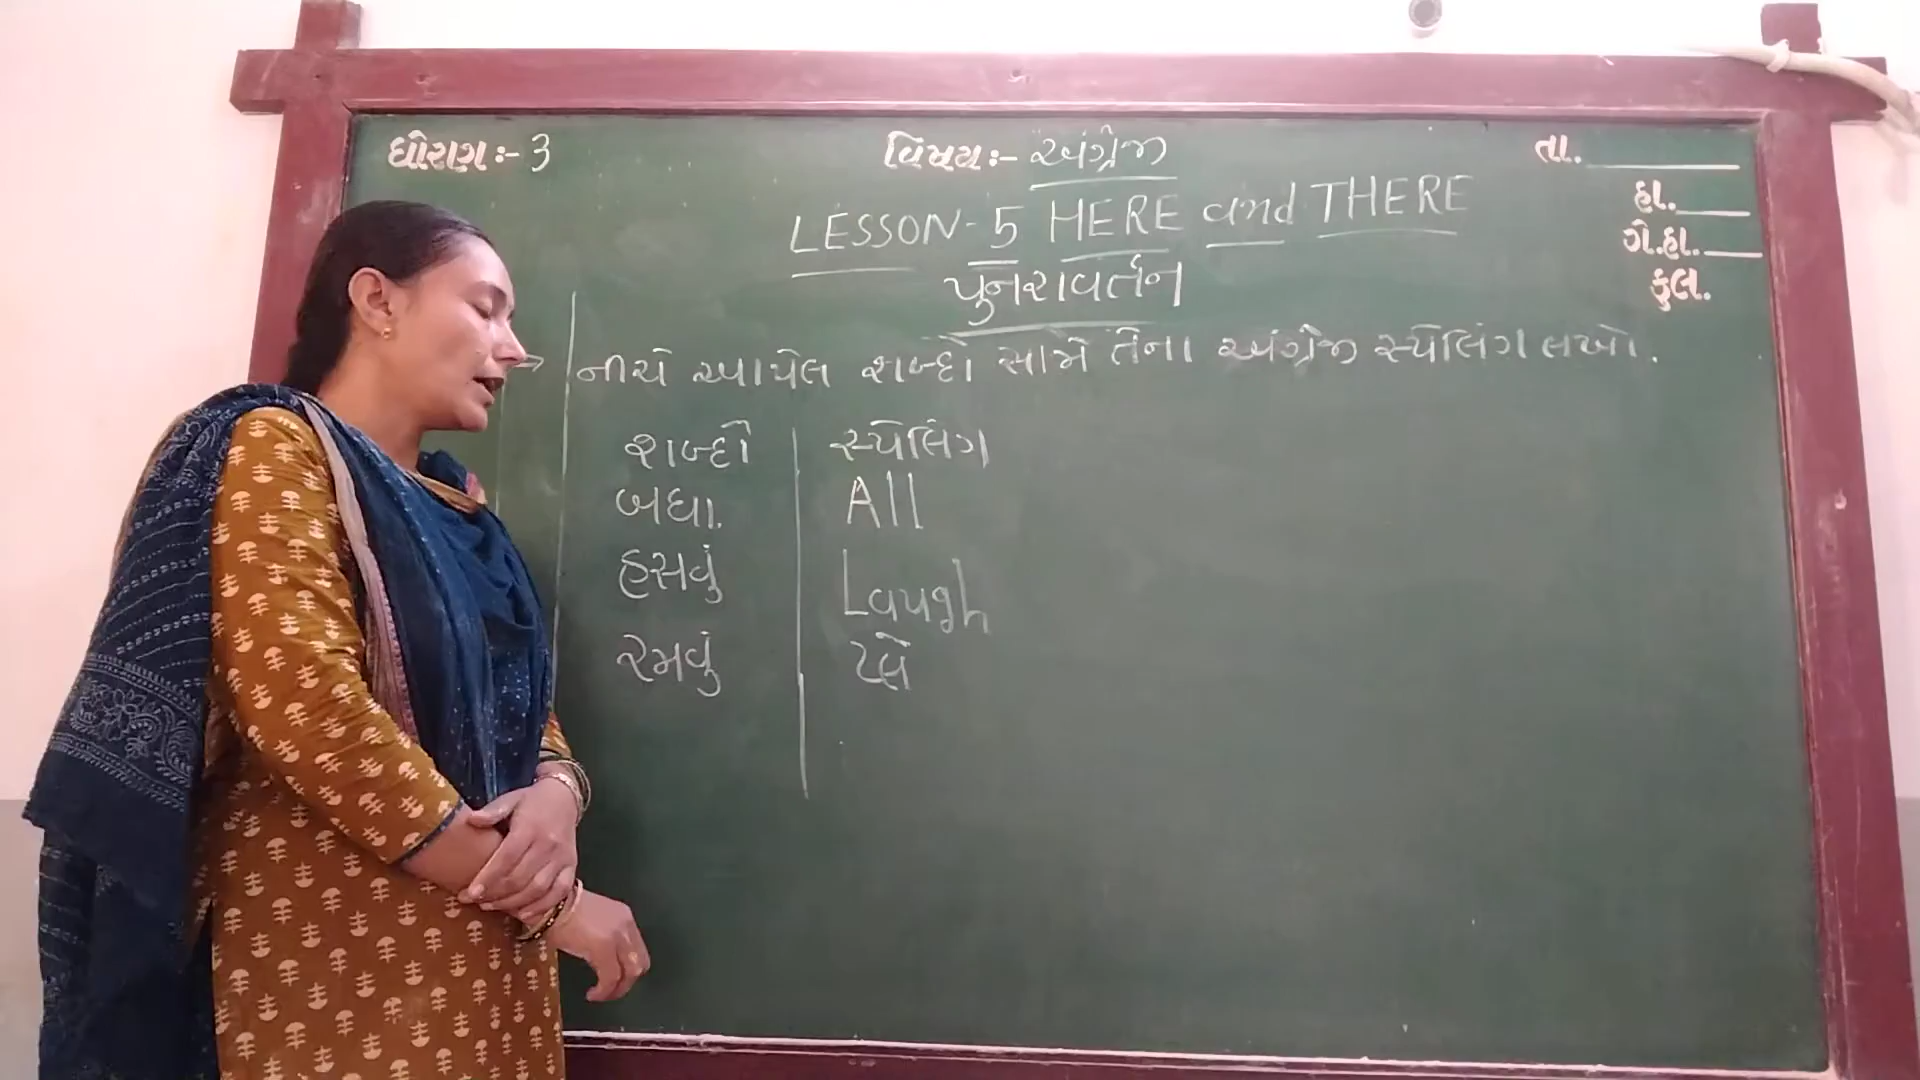 ધોરણ:- 3
વિષય:- અંગ્રેજી
તા.
હા.
ગે.હા.
કુલ.
LESSON-5 HERE and THERE
પુનરાવર્તન
→ નીચે આપેલ શબ્દો સામે તેના અંગ્રેજી સ્પેલિંગ લખો.
શબ્દો સ્પેલિંગ
બધા. All
હસવું Laugh
રમવું પ્લે